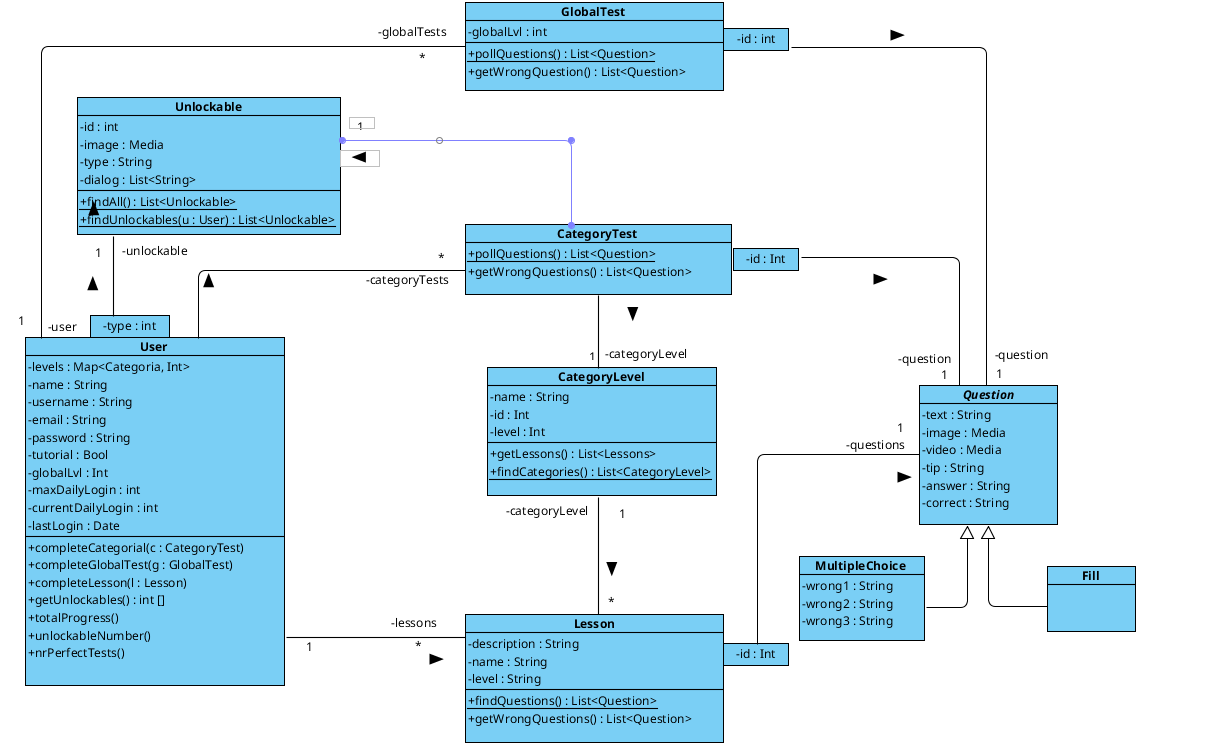 GlobalTest
-globalLvl : int
+pollQuestions() : List<Question>
+getWrongQuestion() : List<Question>
-id : int
-globalTests
*
Unlockable
-id : int
-image : Media
-type : String
-dialog : List<String>
+findAll() : List<Unlockable>
+findUnlockables(u : User) : List<Unlockable>
1
1
-unlockable
CategoryTest
+pollQuestions() : List<Question>
+getWrongQuestions() : List<Question>
-id : Int
*
-categoryTests
1
-user
-type : int
User
-levels : Map<Categoria, Int>
-name : String
-username : String
-email : String
-password : String
-tutorial : Bool
-globalLvl : Int
-maxDailyLogin : int
-currentDailyLogin : int
-lastLogin : Date
+completeCategorial(c : CategoryTest)
+completeGlobalTest(g : GlobalTest)
+completeLesson(l : Lesson)
+getUnlockables() : int []
+totalProgress()
+unlockableNumber()
+nrPerfectTests()
1
-categoryLevel
CategoryLevel
-name : String
-id : Int
-level : Int
+getLessons() : List<Lessons>
+findCategories() : List<CategoryLevel>
-categoryLevel
1
*
-question
1
-question
1
Question
-text : String
-image : Media
-video : Media
-tip : String
-answer : String
-correct : String
1
-questions
MultipleChoice
-wrong1 : String
-wrong2 : String
-wrong3 : String
Fill
-lessons
1
*
Lesson
-description : String
-name : String
-level : String
+findQuestions() : List<Question>
+getWrongQuestions() : List<Question>
-id : Int